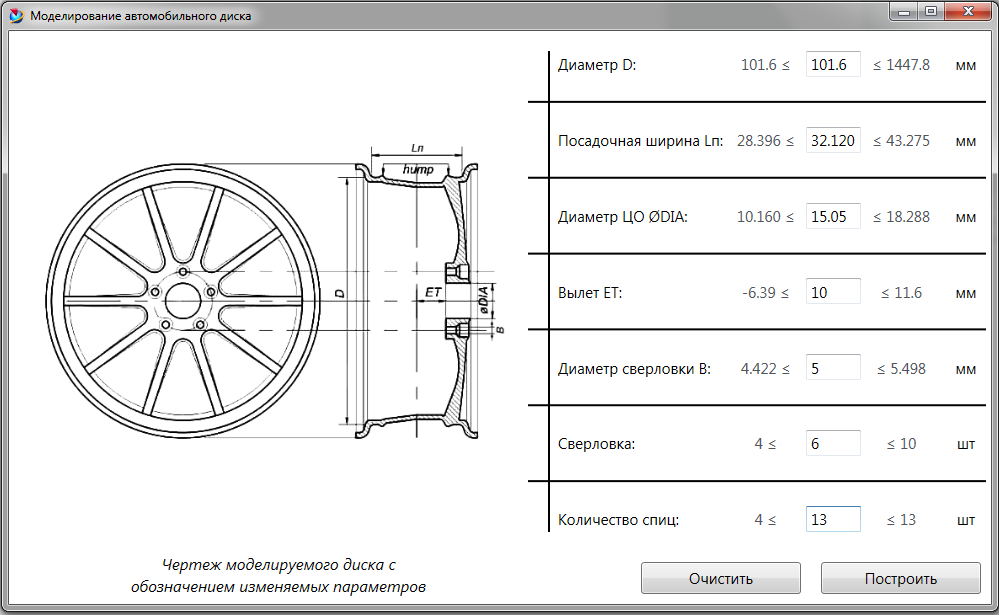 Моделирование автомобильного диска
Lп
hump
D
ET
øDIA
B
Чертеж моделируемого диска с
обозначением изменяемых параметров
Диаметр D: 101.6 ≤ 101.6 ≤ 1447.8 мм
Посадочная ширина Lп: 28.396 ≤ 32.120 ≤ 43.275 мм
Диаметр ЦО ØDIA: 10.160 ≤ 15.05 ≤ 18.288 мм
Вылет ET: -6.39 ≤ 10 ≤ 11.6 мм
Диаметр сверловки B: 4.422 ≤ 5 ≤ 5.498 мм
Сверловка: 4 ≤ 6 ≤ 10 шт
Количество спиц: 4 ≤ 13 ≤ 13 шт
Очистить Построить